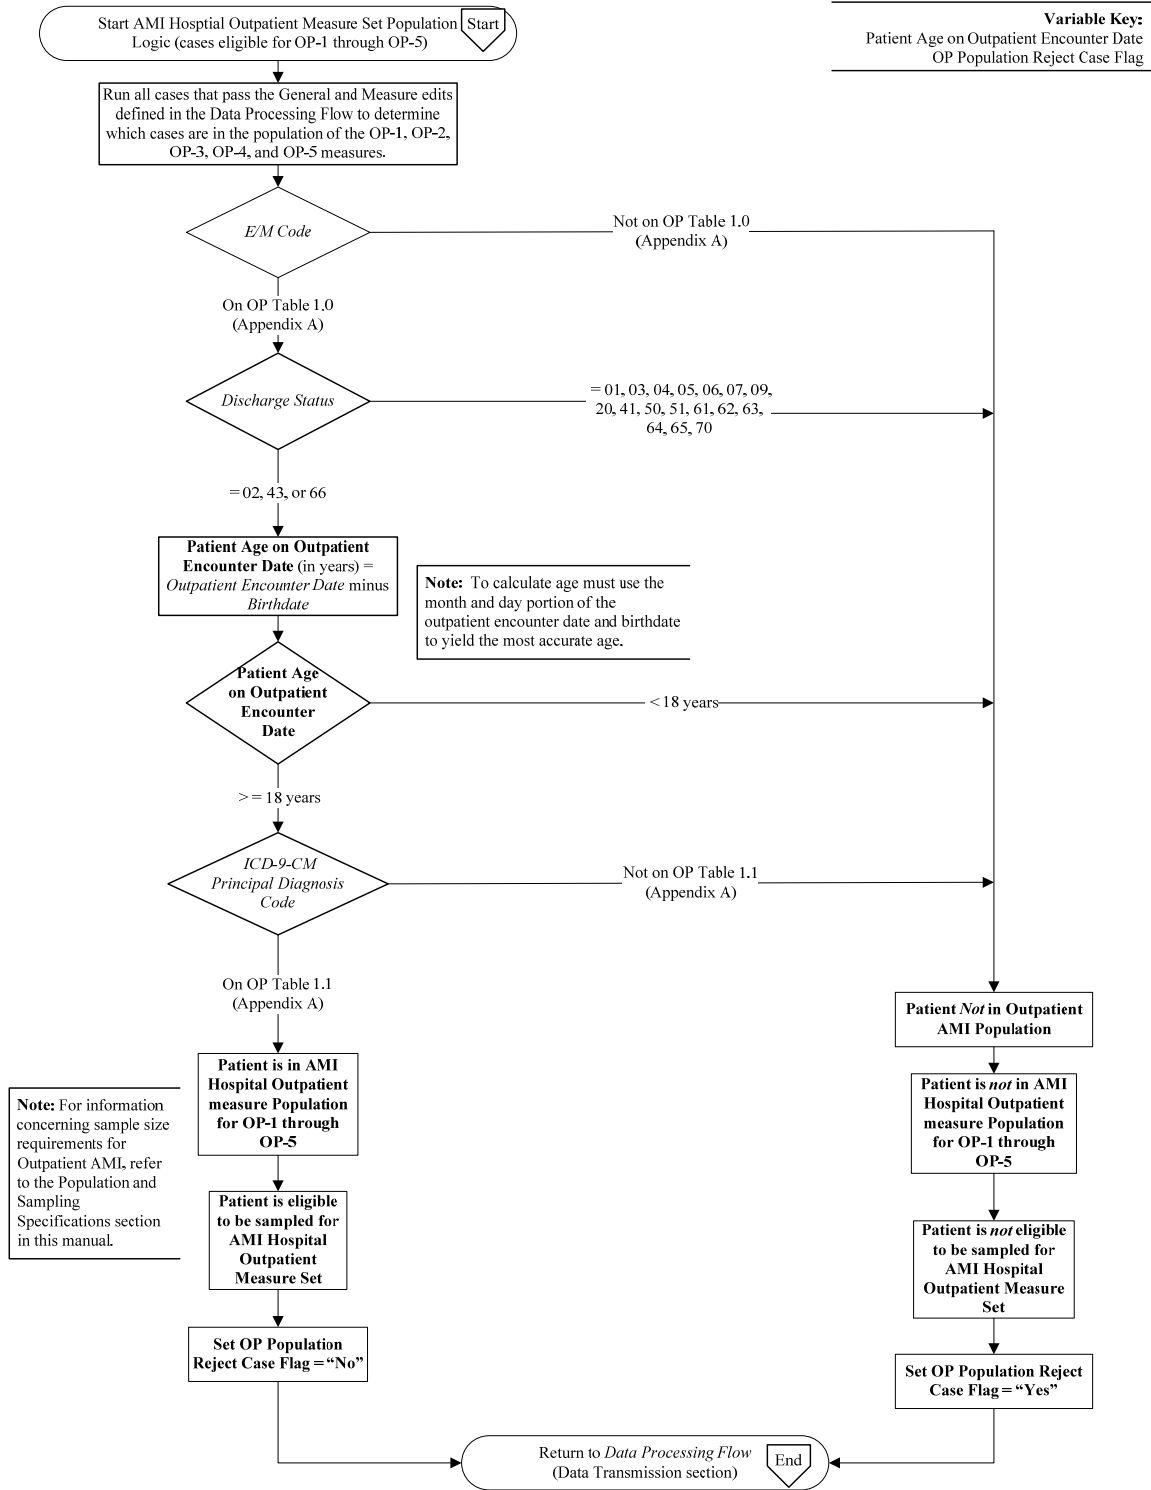 Start AMI Hosptial Outpatient Measure Set Population
Logic (cases eligible for OP-1 through OP-5)
Start
Variable Key:
Patient Age on Outpatient Encounter Date
OP Population Reject Case Flag
Run all cases that pass the General and Measure edits
defined in the Data Processing Flow to determine
which cases are in the population of the OP-1, OP-2,
OP-3, OP-4, and OP-5 measures.
E/M Code
Not on OP Table 1.0
(Appendix A)
On OP Table 1.0
(Appendix A)
Discharge Status
= 01, 03, 04, 05, 06, 07, 09,
20, 41, 50, 51, 61, 62, 63,
64, 65, 70
= 02, 43, or 66
Patient Age on Outpatient
Encounter Date (in years) =
Outpatient Encounter Date minus
Birthdate
Note: To calculate age must use the
month and day portion of the
outpatient encounter date and birthdate
to yield the most accurate age.
Patient Age
on Outpatient
Encounter
Date
< 18 years
> = 18 years
ICD-9-CM
Principal Diagnosis
Code
Not on OP Table 1.1
(Appendix A)
On OP Table 1.1
(Appendix A)
Patient is in AMI
Hospital Outpatient
measure Population
for OP-1 through
OP-5
Note: For information
concerning sample size
requirements for
Outpatient AMI, refer
to the Population and
Sampling
Specifications section
in this manual.
Patient is eligible
to be sampled for
AMI Hospital
Outpatient
Measure Set
Set OP Population
Reject Case Flag = “No”
Patient Not in Outpatient
AMI Population
Patient is not in AMI
Hospital Outpatient
measure Population
for OP-1 through
OP-5
Patient is not eligible
to be sampled for
AMI Hospital
Outpatient Measure
Set
Set OP Population Reject
Case Flag = “Yes”
Return to Data Processing Flow
(Data Transmission section)
End